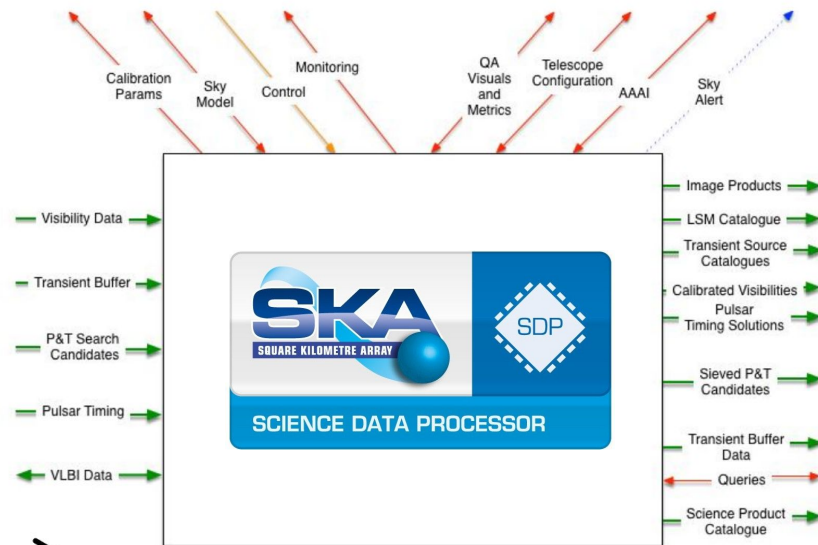 Calibration
Params
Sky
Model
Control
Monitoring
QA
Visuals
and
Metrics
Telescope
Configuration
AAAI
Sky
Alert
Visibility Data
Transient Buffer
P&T Search
Candidates
Pulsar Timing
VLBI Data
SKA
SQUARE KILOMETRE ARRAY
SDP
SCIENCE DATA PROCESSOR
Image Products
LSM Catalogue
Transient Source
Catalogues
Calibrated Visibilities
Pulsar
Timing Solutions
Sieved P&T
Candidates
Transient Buffer
Data
Queries
Science Product
Catalogue